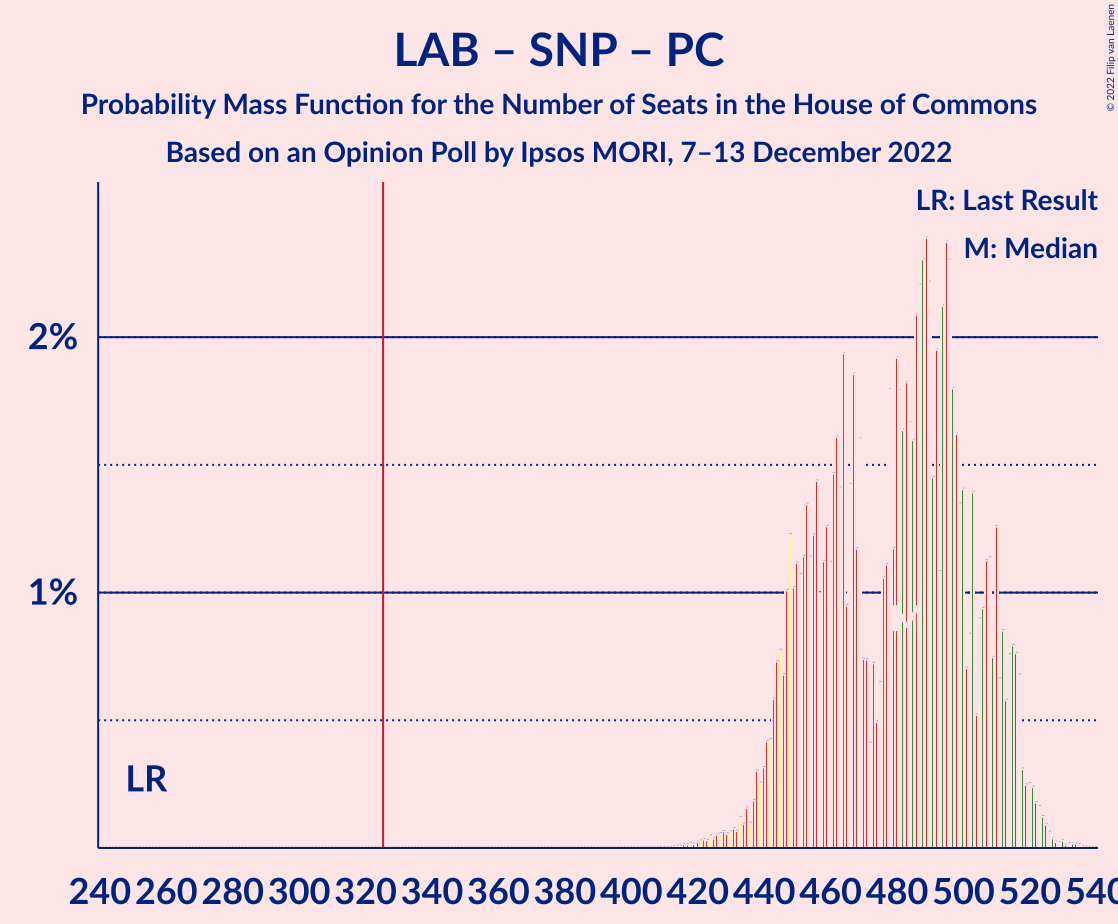 LAB – SNP – PC
Probability Mass Function for the Number of Seats in the House of Commons
Based on an Opinion Poll by Ipsos MORI, 7–13 December 2022
© 2022 Filip van Laenen
LR: Last Result
M: Median
2%
1%
LR
240 260 280 300 320 340 360 380 400 420 440 460 480 500 520 540